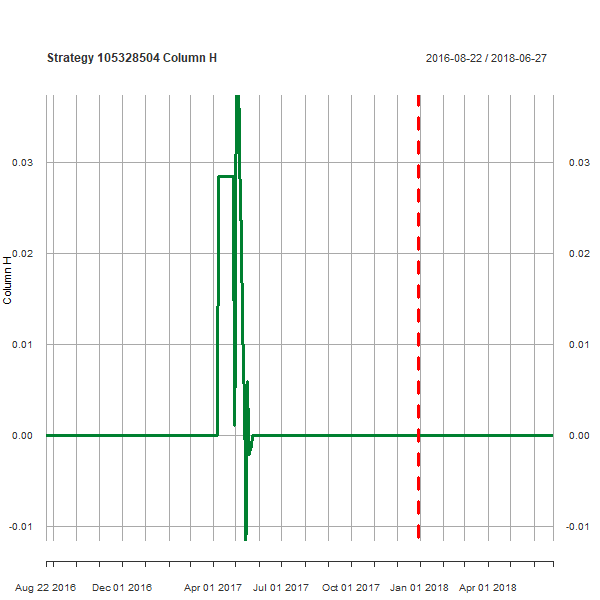 Strategy 105328504 Column H 2016-08-22 / 2018-06-27
0.03 0.03
0.02 0.02
Column H
0.01 0.01
0.00 0.00
-0.01 -0.01
Aug 22 2016 Dec 01 2016 Apr 01 2017 Jul 01 2017 Oct 01 2017 Jan 01 2018 Apr 01 2018